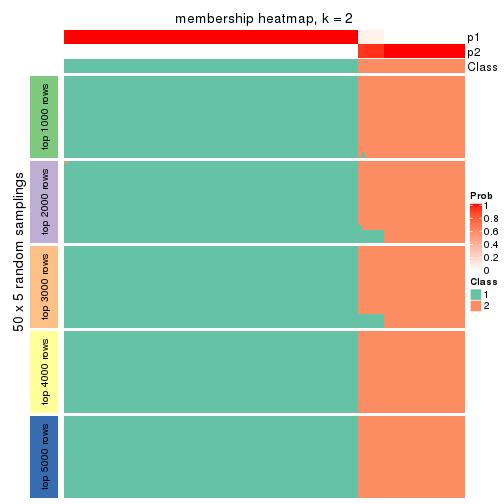 membership heatmap, k = 2
p1
p2
Class
50 x 5 random samplings
top 1000 rows
top 2000 rows
top 3000 rows
top 4000 rows
top 5000 rows
Prob
1
0.8
0.6
0.4
0.2
0
Class
1
2